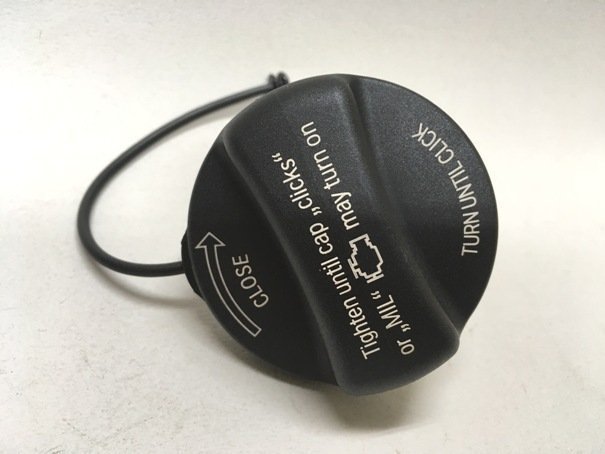 CLOSE
Tighten until cap „clicks“
or „MIL“ may turn on
TURN UNTIL CLICK